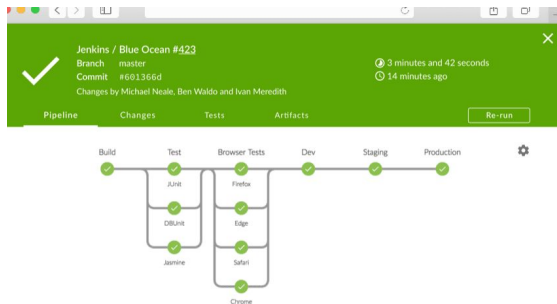 Jenkins / Blue Ocean #423
Branch master
Commit #601366d
Changes by Michael Neale, Ben Waldo and Ivan Meredith
3 minutes and 42 seconds
14 minutes ago
Pipeline Changes Tests Artifacts Re-run
Build Test Browser Tests Dev Staging Production
JUnit Firefox
DBUnit Edge
Jasmine Safari
Chrome